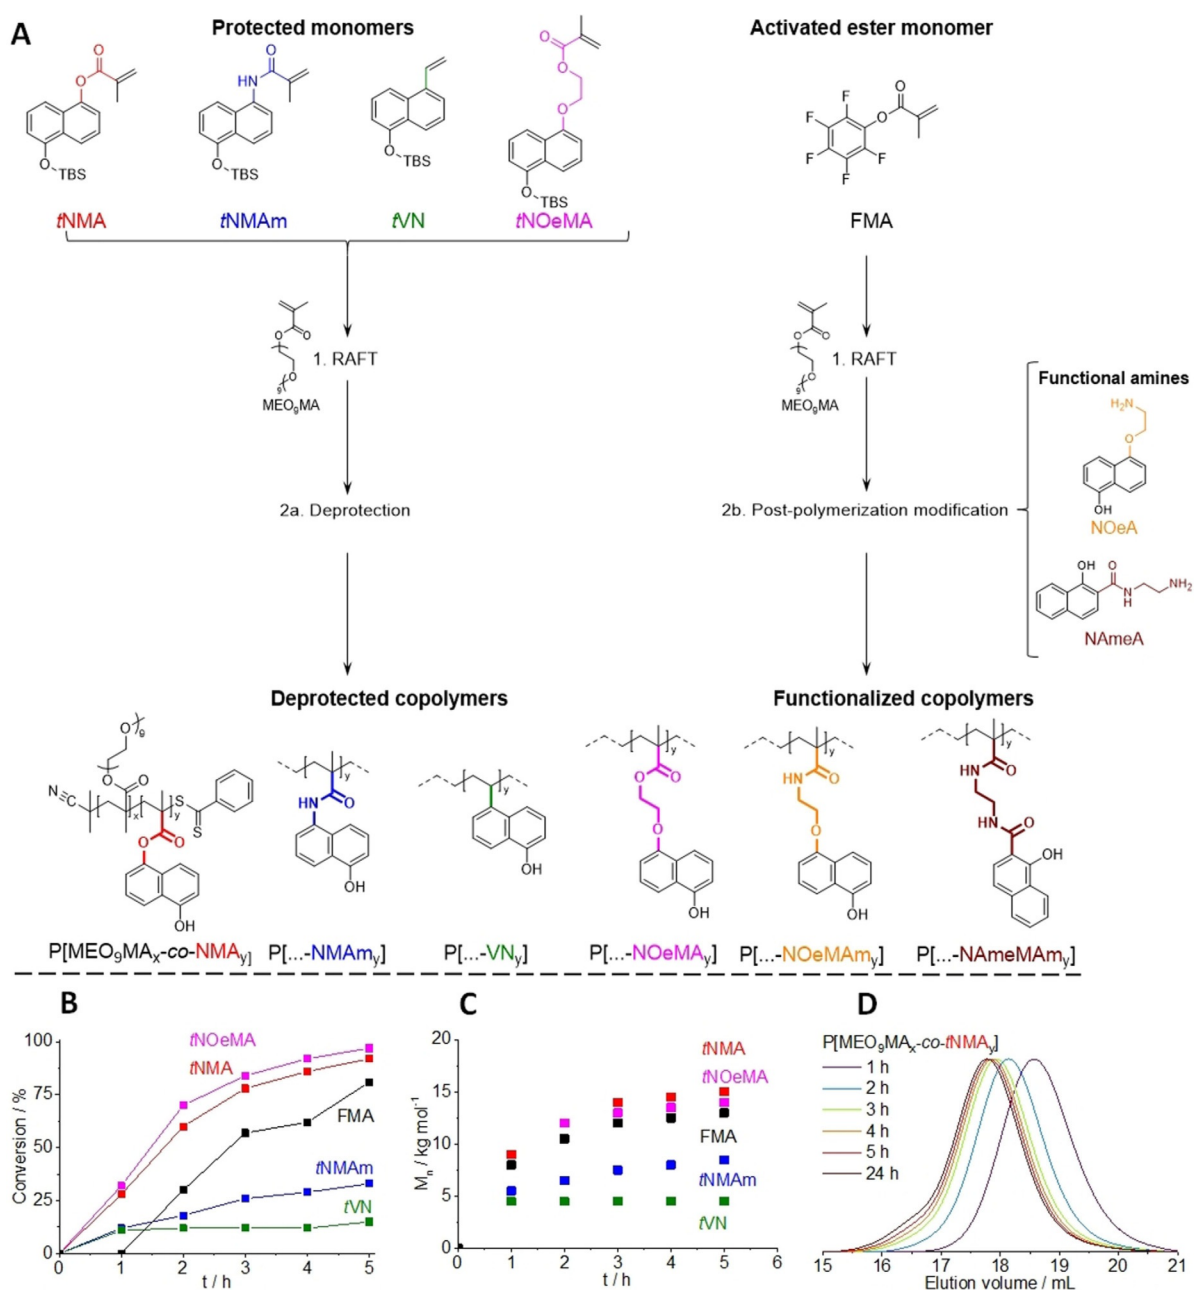 A
Protected monomers
Activated ester monomer
O
O
O
TBS
tNMA
O
HN
O
TBS
tNMAm
O
TBS
tVN
O
O
O
O
TBS
tNOeMA
F
F
F
F
F
O
O
FMA
O
O
O
9
MEO₉MA
1. RAFT
O
O
O
9
MEO₉MA
1. RAFT
Functional amines
H₂N
O
OH
NOeA
OH
O
N
H
NH₂
NAmeA
2a. Deprotection
2b. Post-polymerization modification
Deprotected copolymers
Functionalized copolymers
O
9
O
O
N
x
y
S
S
O
O
OH
y
HN
O
OH
y
OH
y
O
O
O
OH
y
HN
O
O
OH
y
HN
O
HN
O
OH
P[MEO₉MAₓ-co-NMAy]
P[...-NMAmy]
P[...-VNy]
P[...-NOeMAy]
P[...-NOeMAmy]
P[...-NAmeMAmy]
B
100
75
50
25
0
Conversion / %
tNOeMA
tNMA
FMA
tNMAm
tVN
0 1 2 3 4 5
t / h
C
20
15
10
5
0
Mn / kg mol⁻¹
tNMA
tNOeMA
FMA
tNMAm
tVN
0 1 2 3 4 5 6
t / h
D
P[MEO₉MAₓ-co-tNMAy]
1 h
2 h
3 h
4 h
5 h
24 h
15 16 17 18 19 20 21
Elution volume / mL